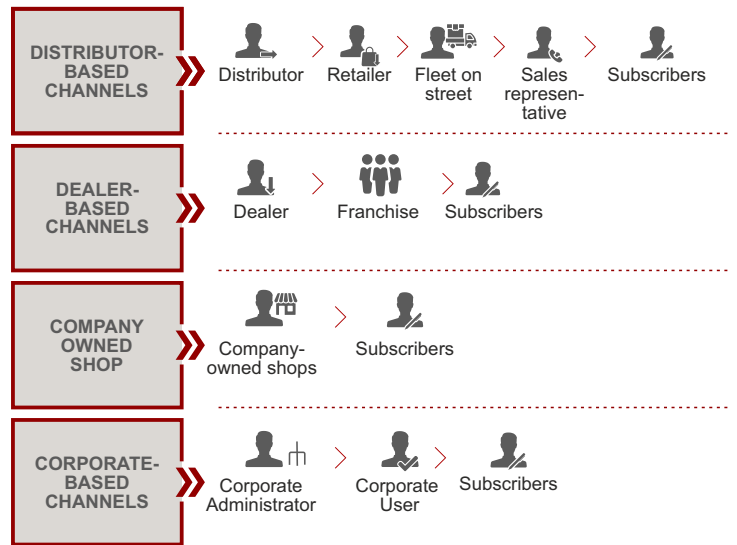 DISTRIBUTOR-
BASED
CHANNELS
Distributor
Retailer
Fleet on
street
Sales
represen-
tative
Subscribers
DEALER-
BASED
CHANNELS
Dealer
Franchise
Subscribers
COMPANY
OWNED
SHOP
Company-
owned shops
Subscribers
CORPORATE-
BASED
CHANNELS
Corporate
Administrator
Corporate
User
Subscribers